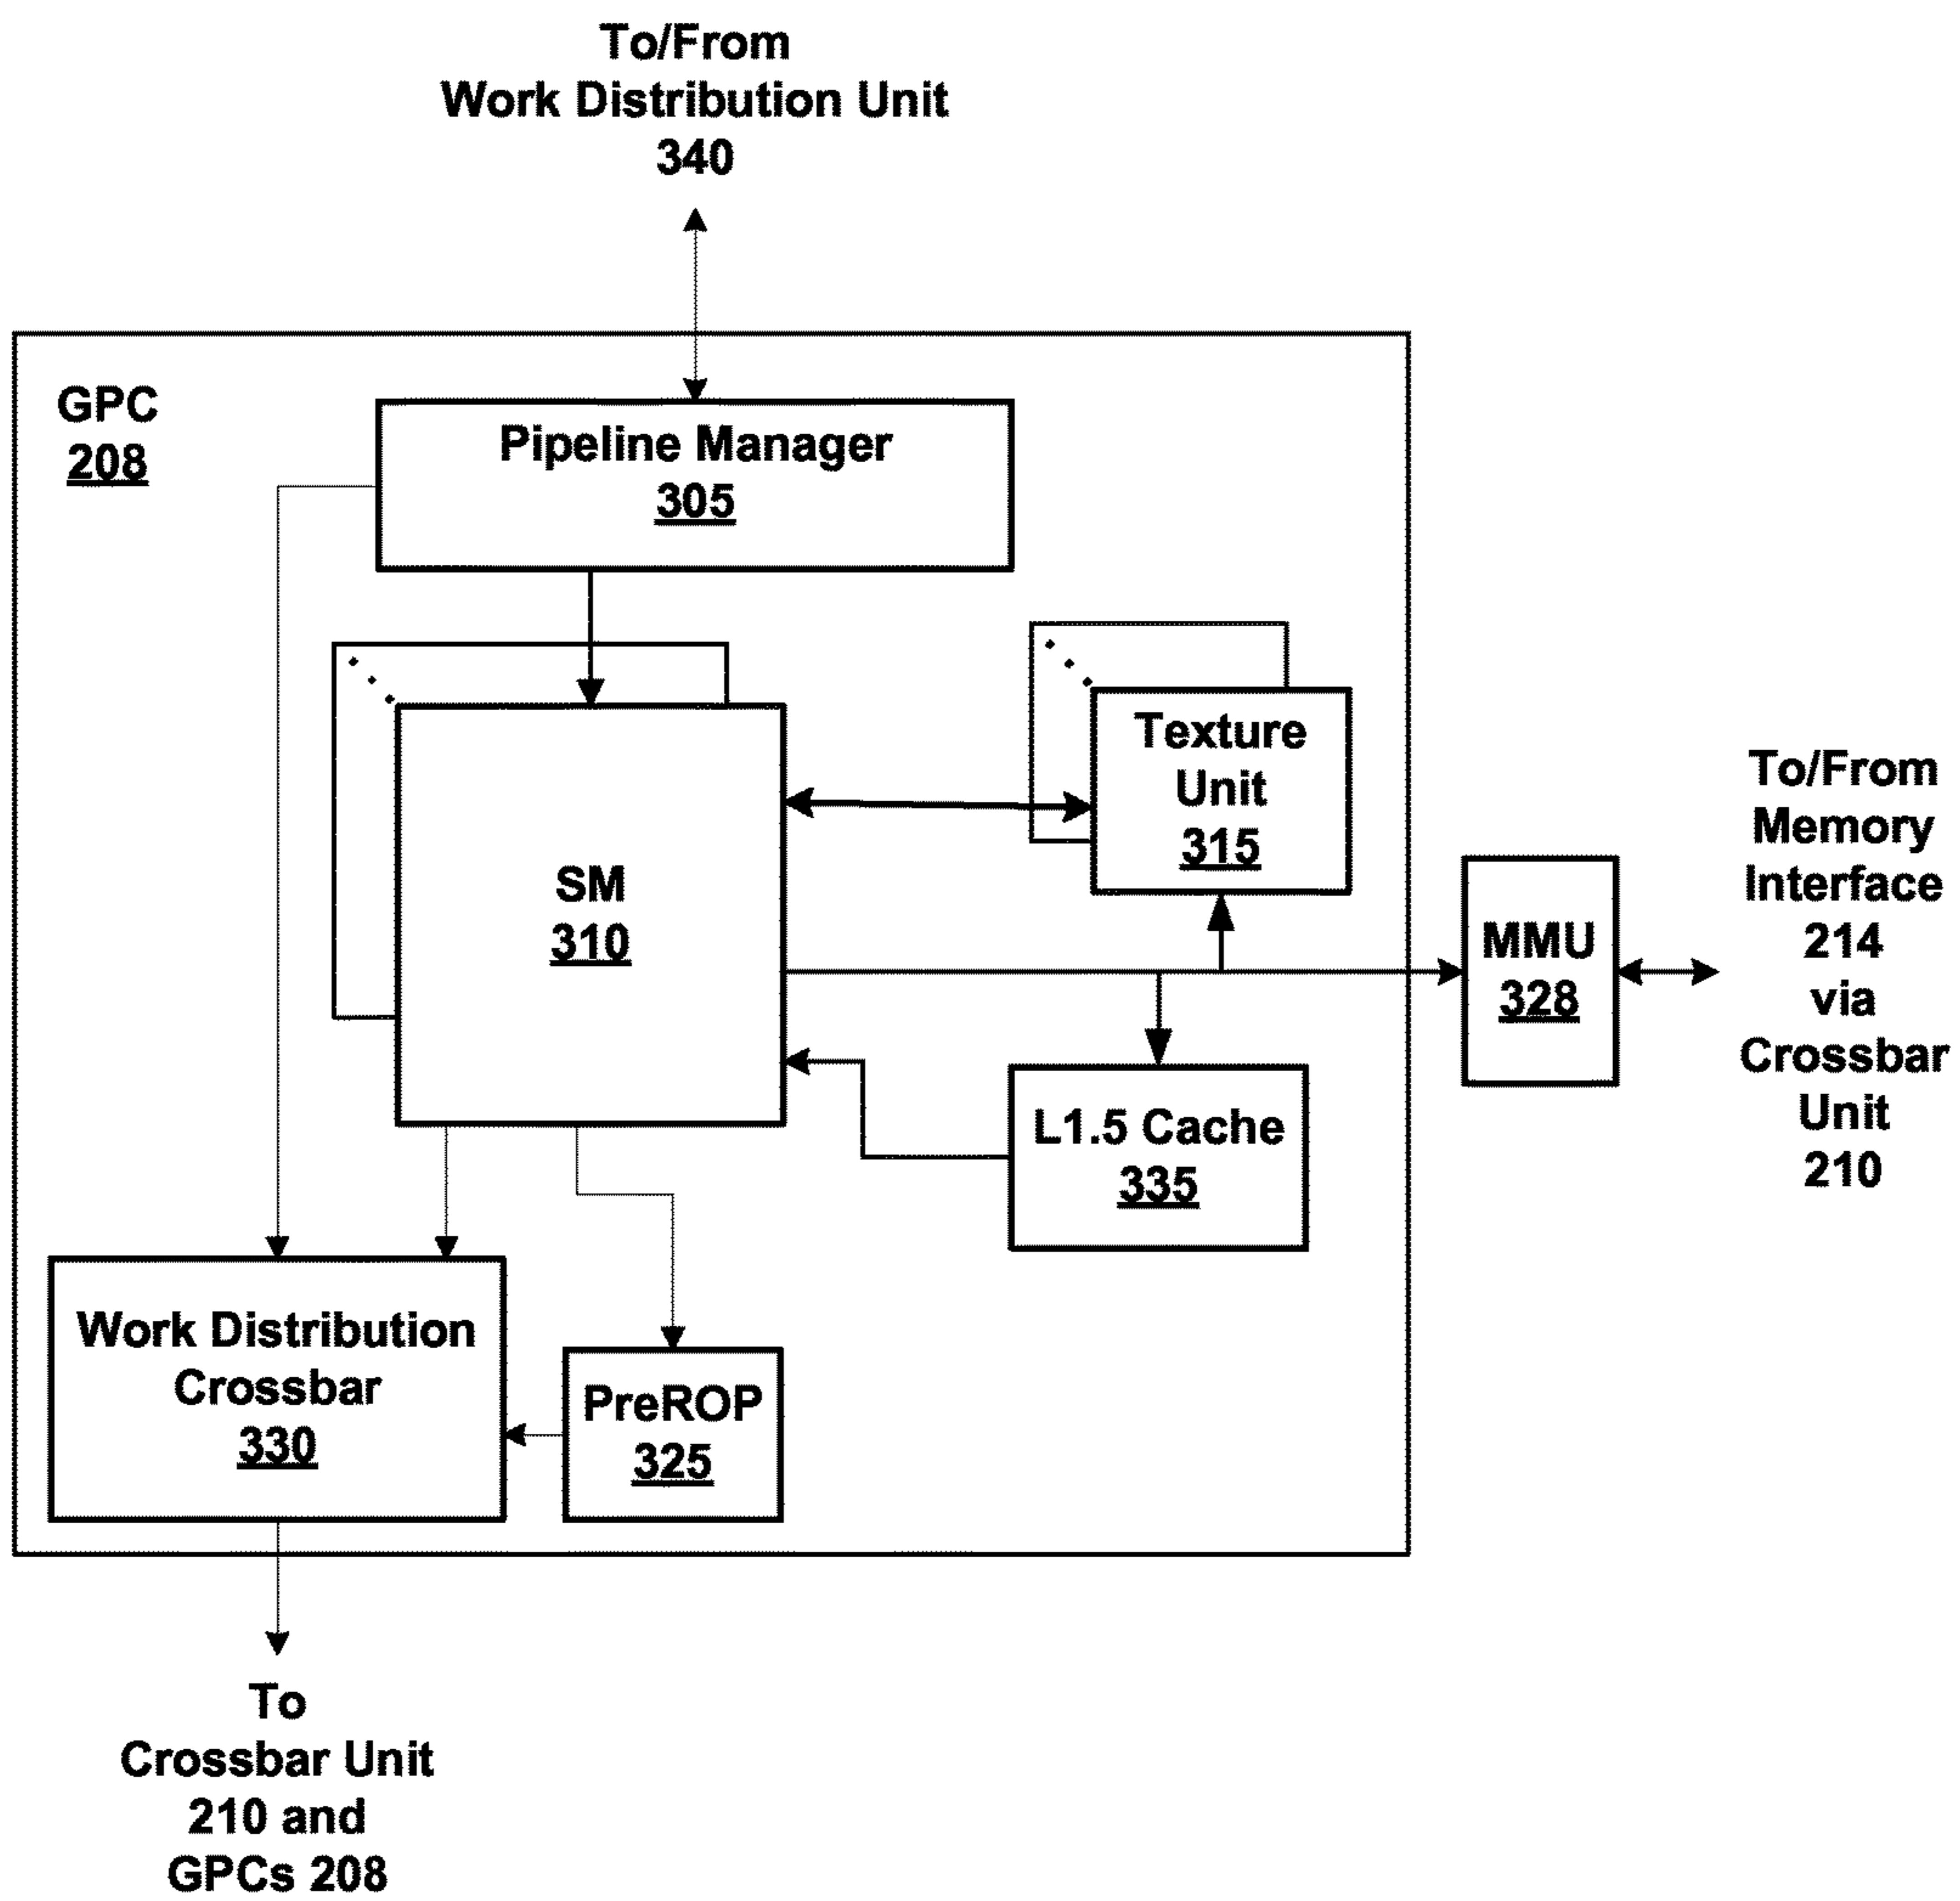 To/From
Work Distribution Unit
340
GPC
208
Pipeline Manager
305
Texture
Unit
315
SM
310
To/From
Memory
Interface
214
via
Crossbar
Unit
210
MMU
328
L1.5 Cache
335
Work Distribution
Crossbar
330
PreROP
325
To
Crossbar Unit
210 and
GPCs 208